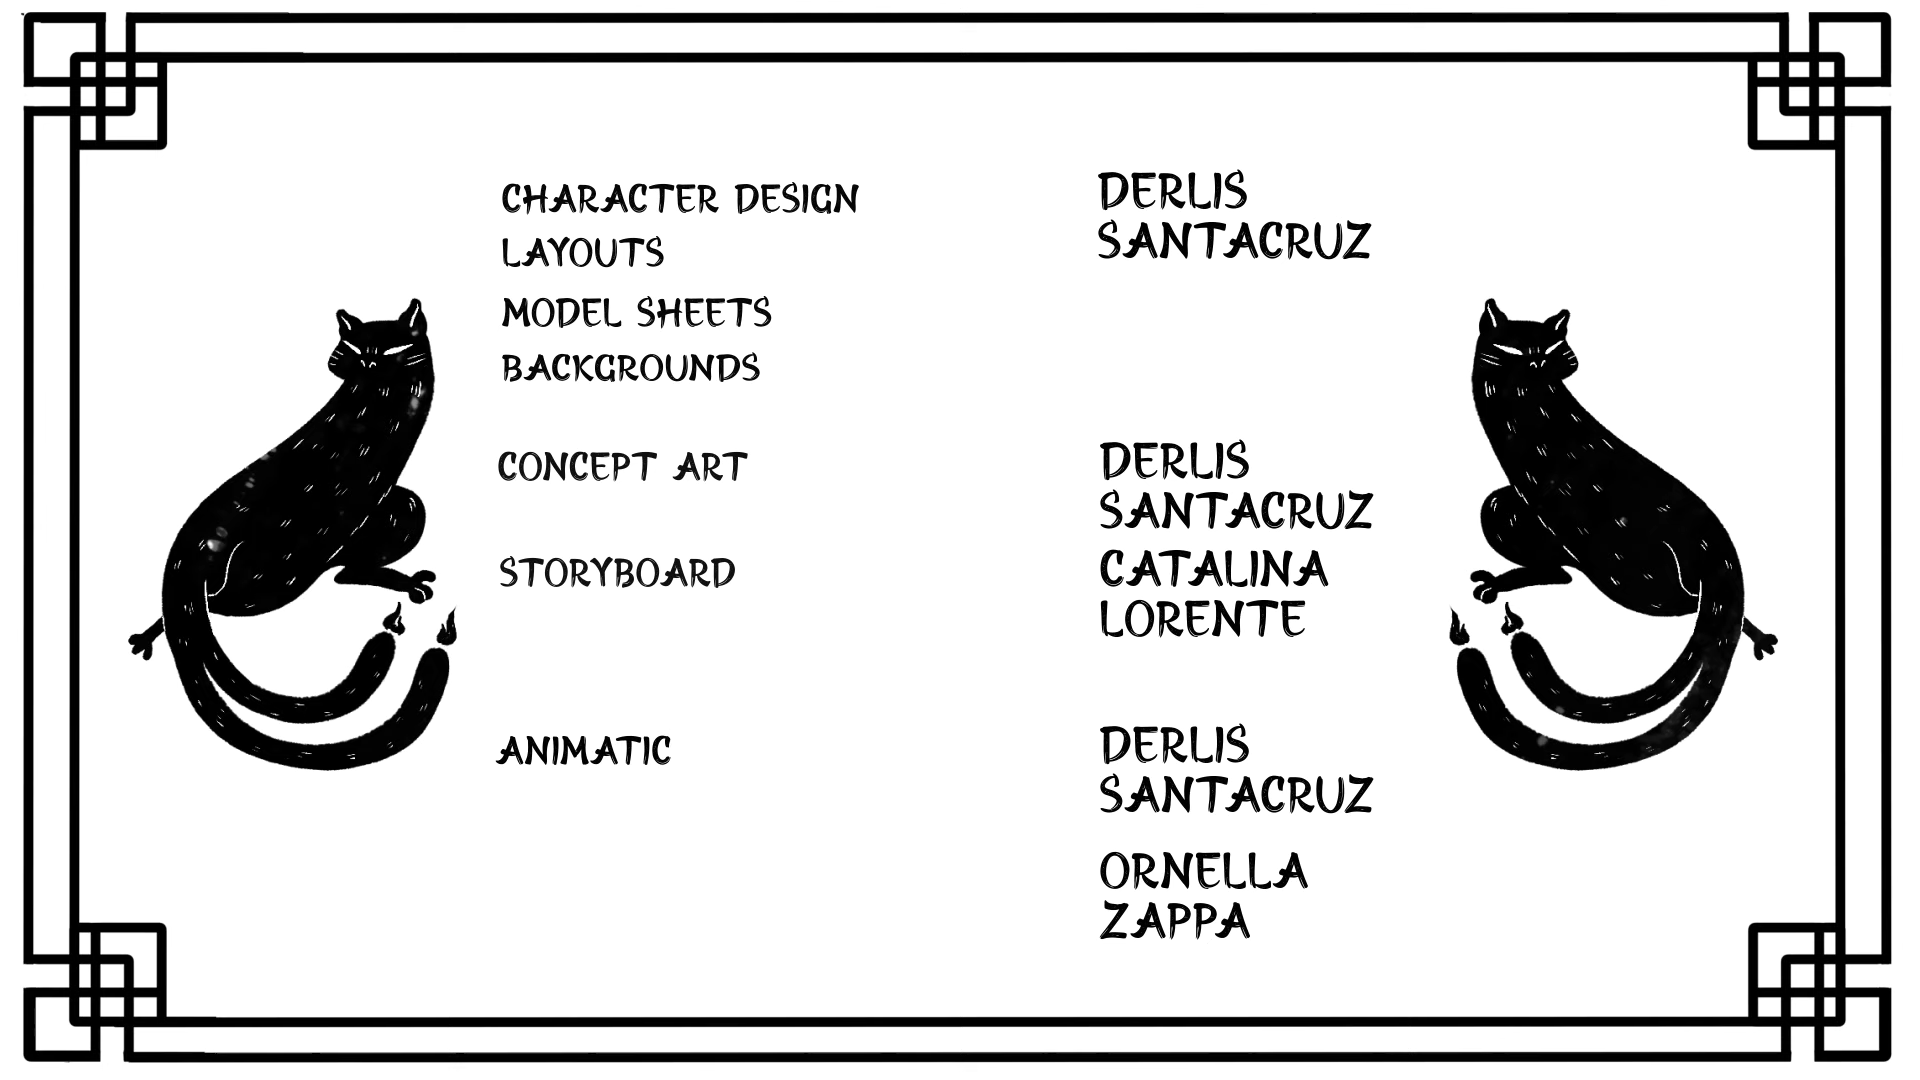 CHARACTER DESIGN
LAYOUTS
MODEL SHEETS
BACKGROUNDS
DERLIS
SANTACRUZ
CONCEPT ART
STORYBOARD
DERLIS
SANTACRUZ
CATALINA
LORENTE
ANIMATIC
DERLIS
SANTACRUZ
ORNELLA
ZAPPA